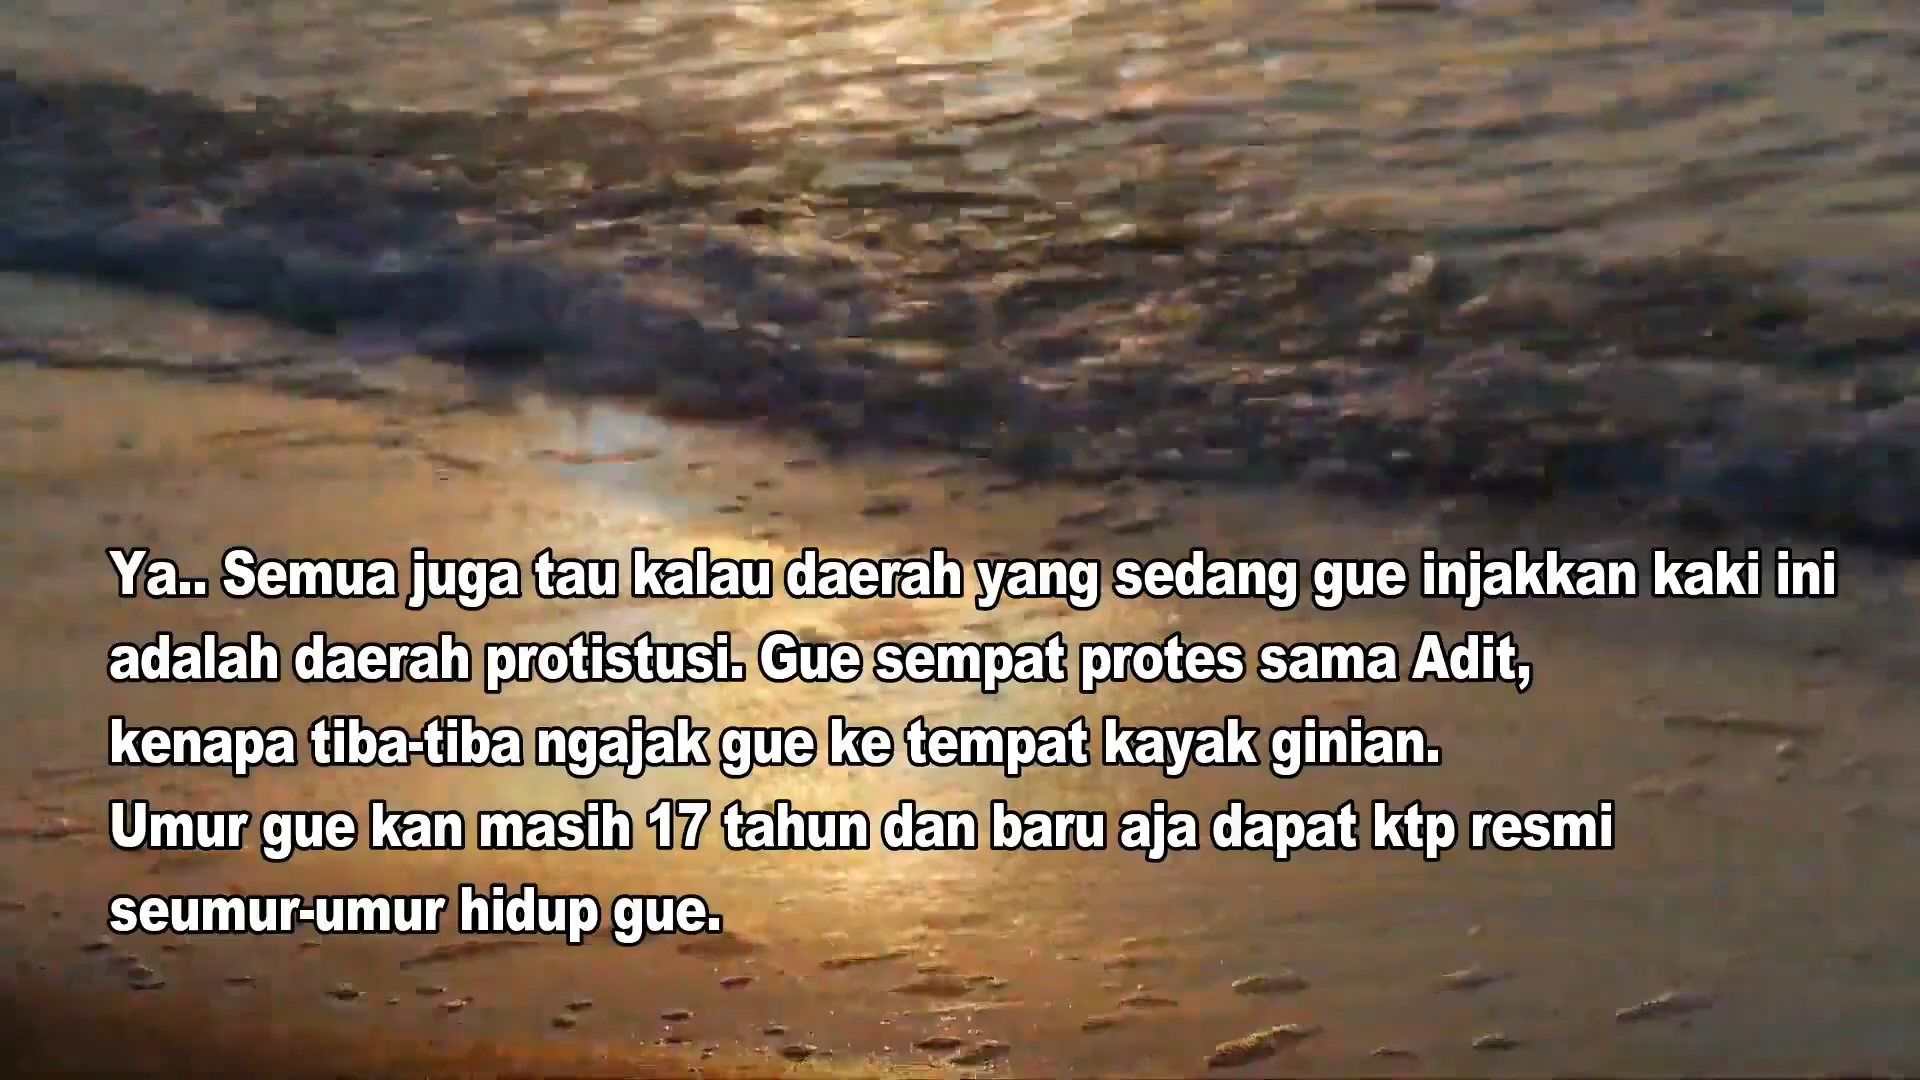 Ya.. Semua juga tau kalau daerah yang sedang gue injakkan kaki ini
adalah daerah protistusi. Gue sempat protes sama Adit,
kenapa tiba-tiba ngajak gue ke tempat kayak ginian.
Umur gue kan masih 17 tahun dan baru aja dapat ktp resmi
seumur-umur hidup gue.